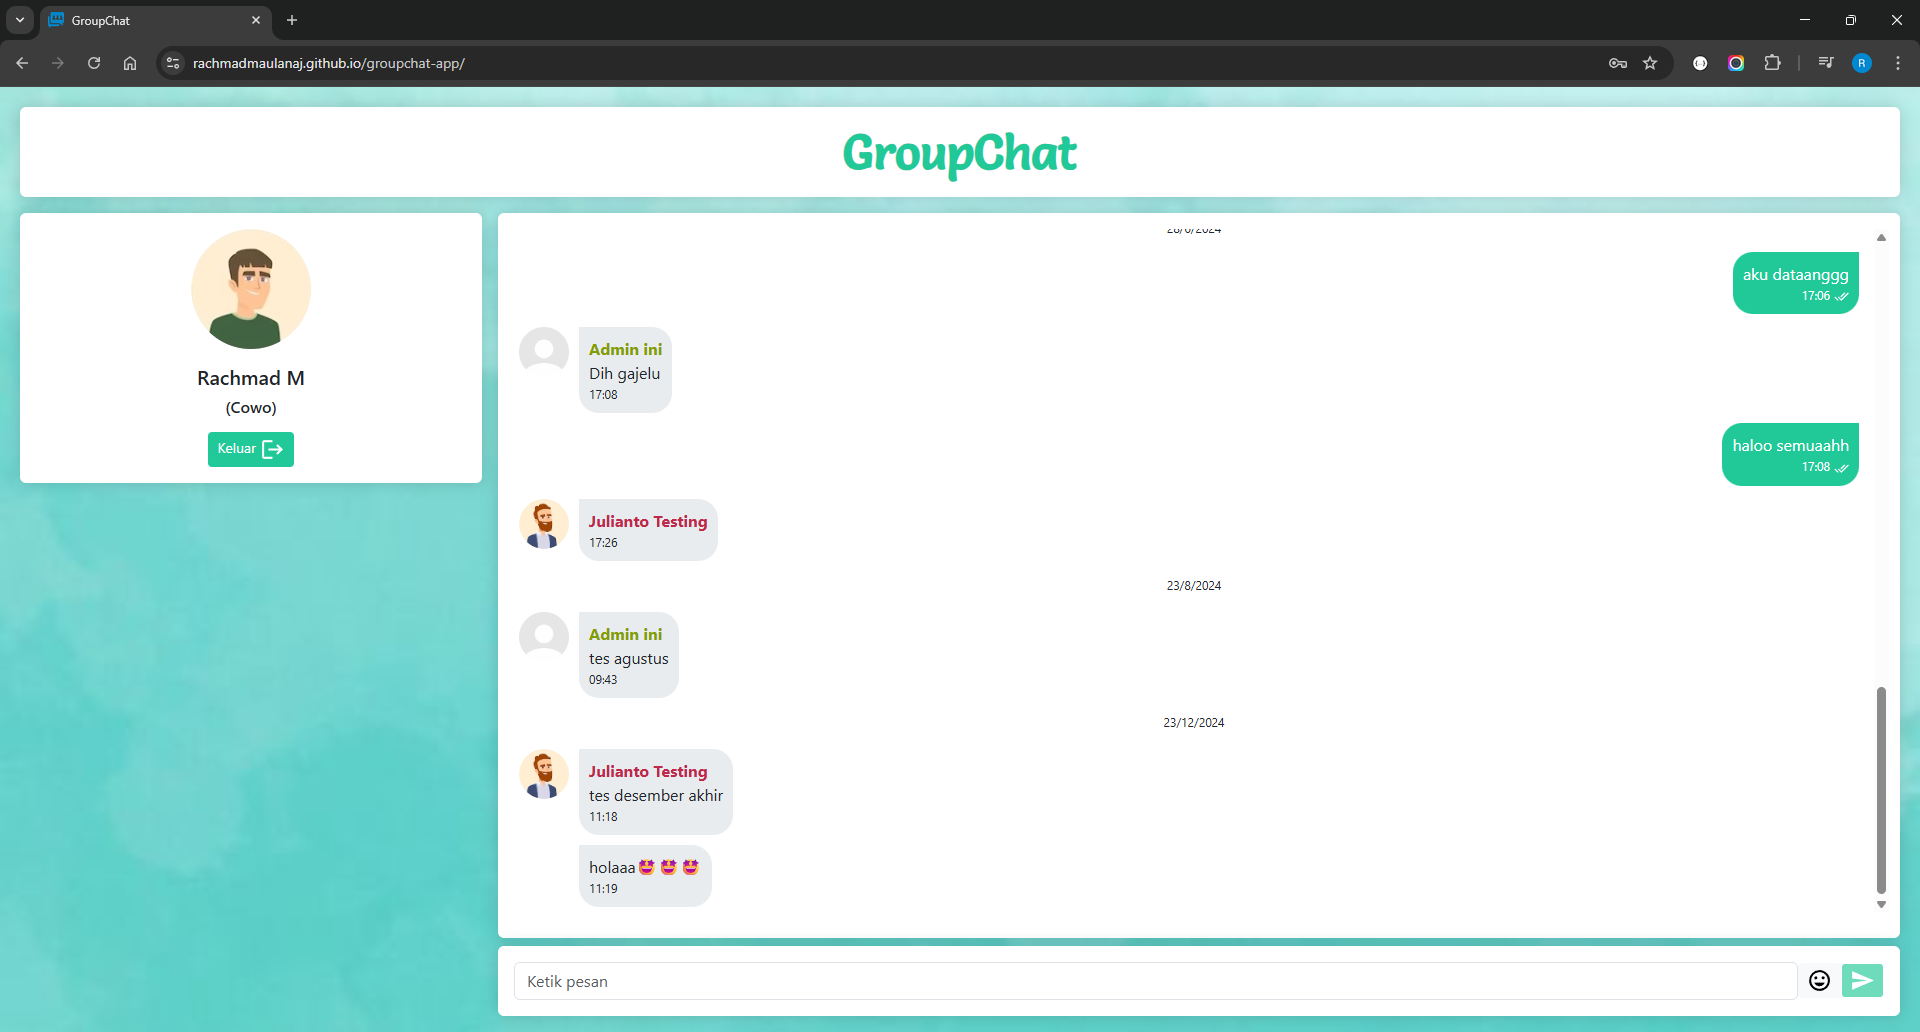 GroupChat
rachmadmaulanaj.github.io/groupchat-app/
R
GroupChat
Rachmad M
(Cowo)
Keluar
aku dataanggg
17:06
Admin ini
Dih gajelu
17:08
haloo semuaahh
17:08
Julianto Testing
17:26
23/8/2024
Admin ini
tes agustus
09:43
23/12/2024
Julianto Testing
tes desember akhir
11:18
holaaa🤩🤩🤩
11:19
Ketik pesan